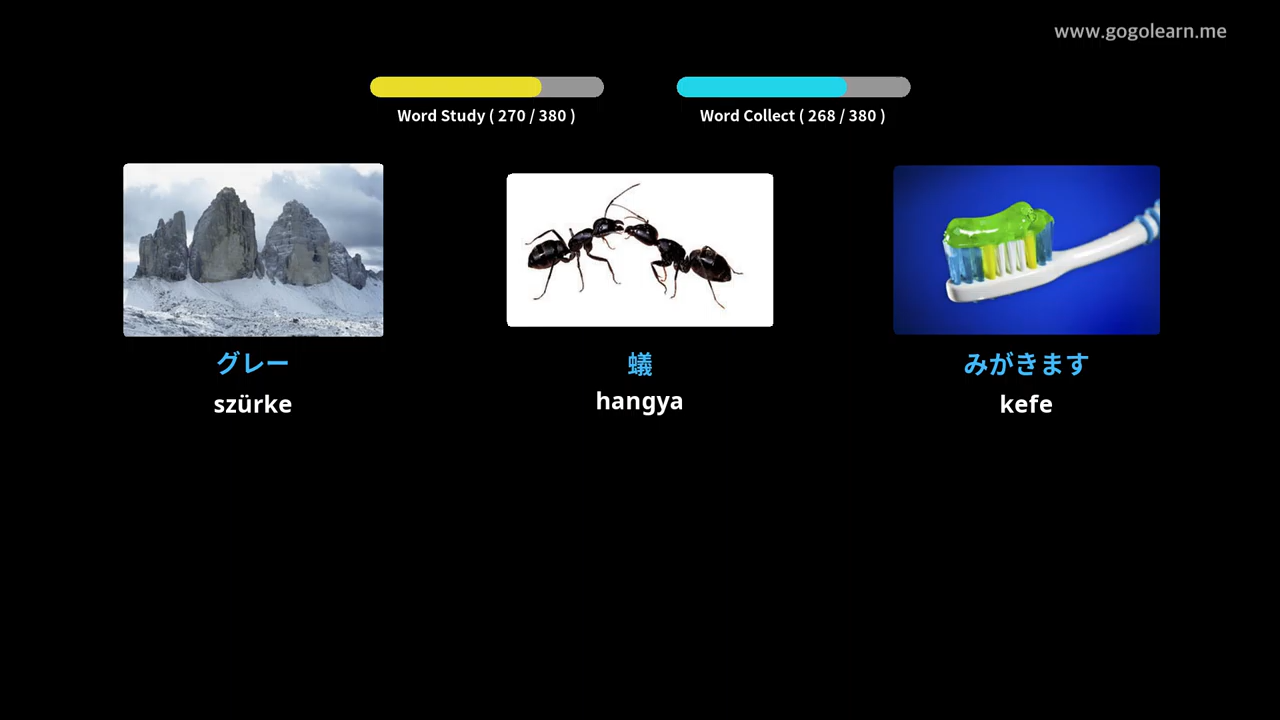 www.gogolearn.me
Word Study ( 270 / 380 )
Word Collect ( 268 / 380 )
グレー
szürke
蟻
hangya
みがきます
kefe